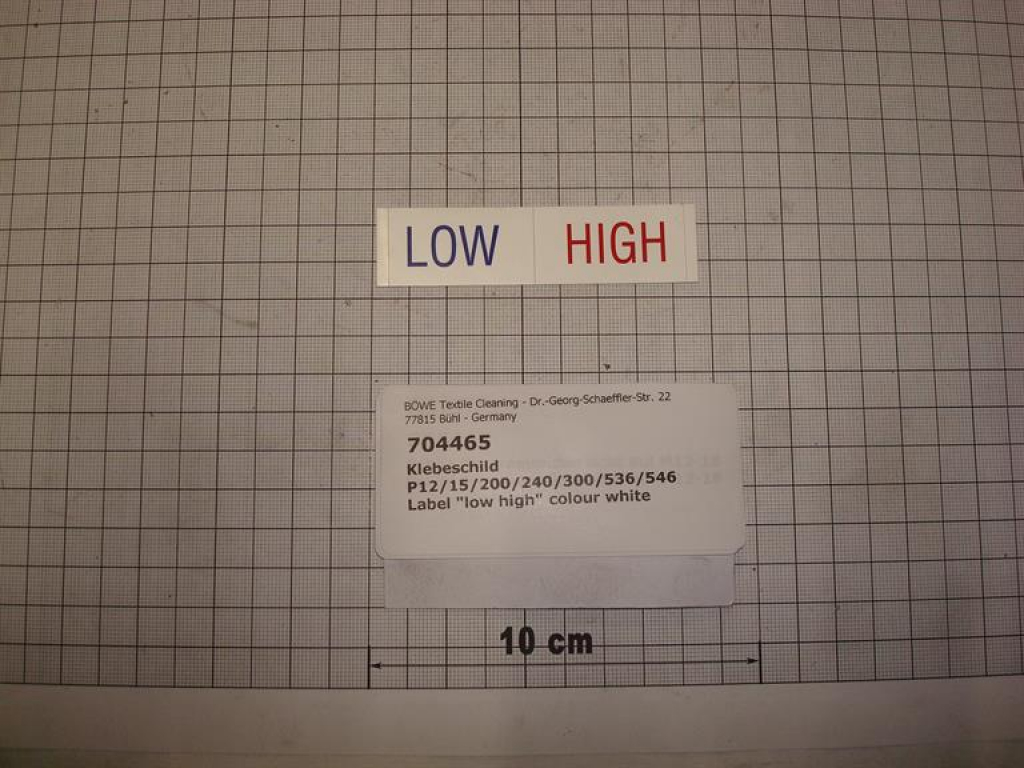 LOW HIGH
BÖWE Textile Cleaning - Dr.-Georg-Schaeffler-Str. 22
77815 Bühl - Germany
704465
Klebeschild
P12/15/200/240/300/536/546
Label "low high" colour white
10 cm